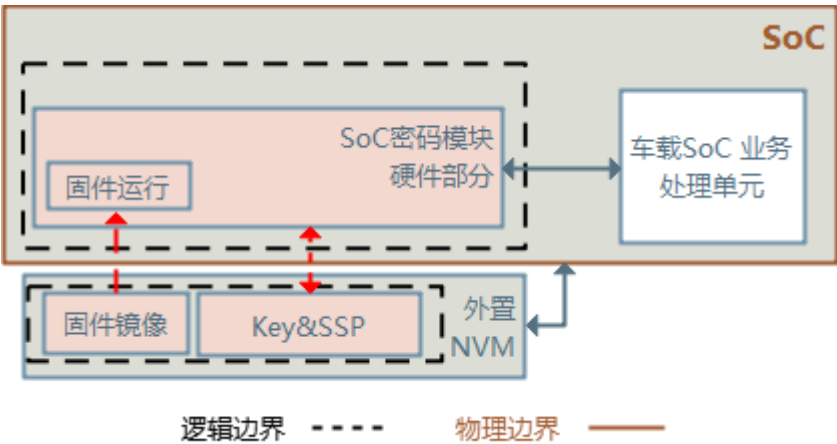 SoC
SoC密码模块
硬件部分
固件运行
车载SoC 业务
处理单元
固件镜像
Key&SSP
外置
NVM
逻辑边界
物理边界